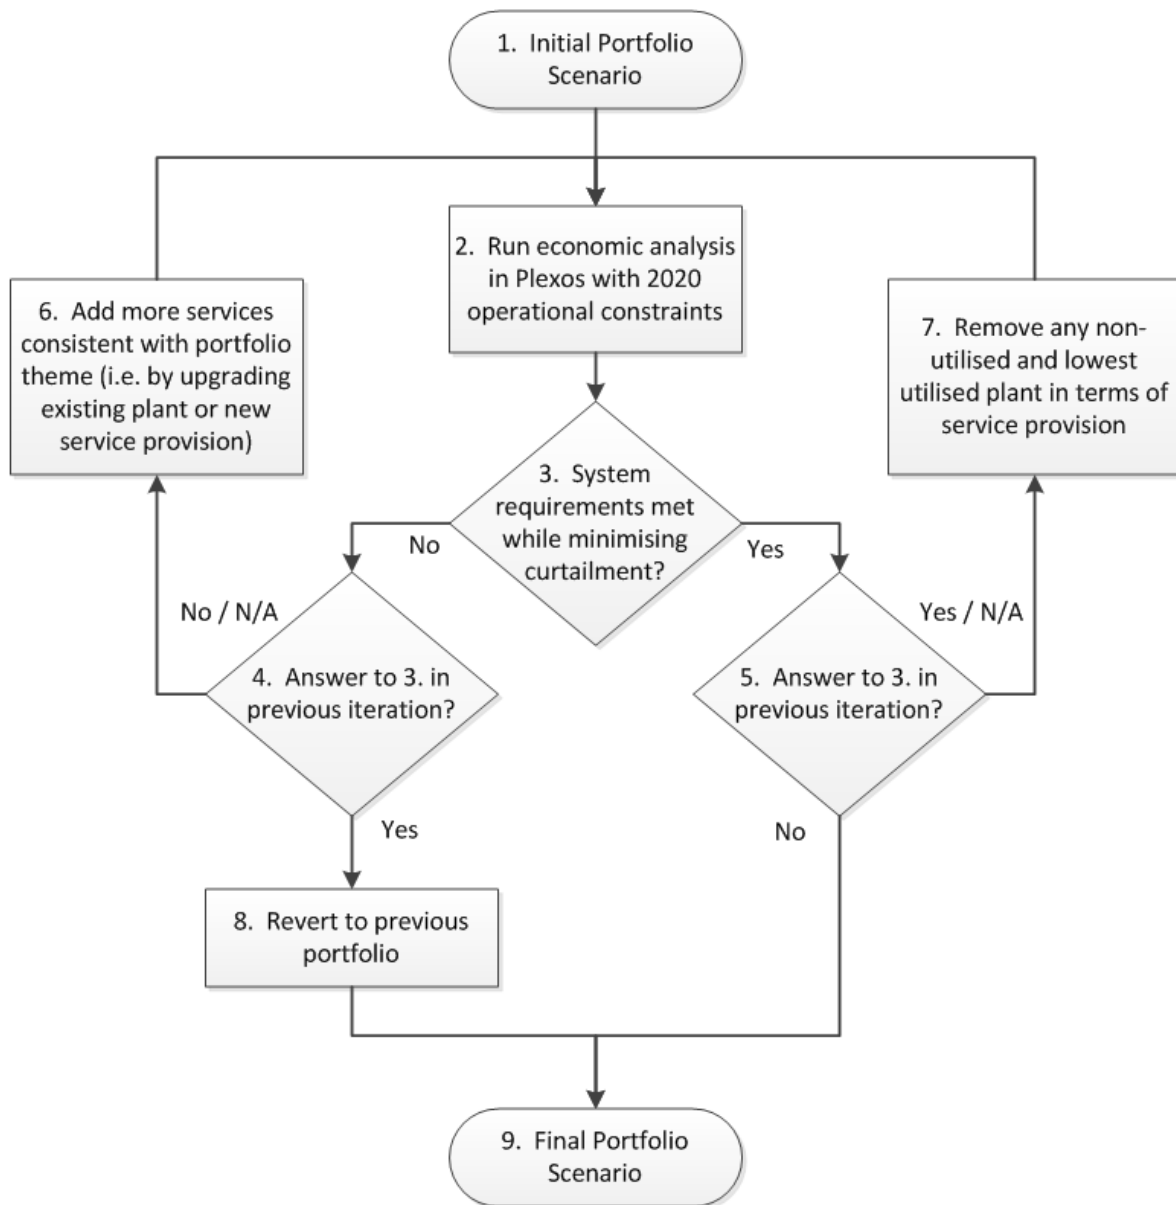 1. Initial Portfolio
Scenario
2. Run economic analysis
in Plexos with 2020
operational constraints
6. Add more services
consistent with portfolio
theme (i.e. by upgrading
existing plant or new
service provision)
7. Remove any non-
utilised and lowest
utilised plant in terms of
service provision
3. System
requirements met
while minimising
curtailment?
No
Yes
No / N/A
Yes / N/A
4. Answer to 3. in
previous iteration?
5. Answer to 3. in
previous iteration?
Yes
No
8. Revert to previous
portfolio
9. Final Portfolio
Scenario